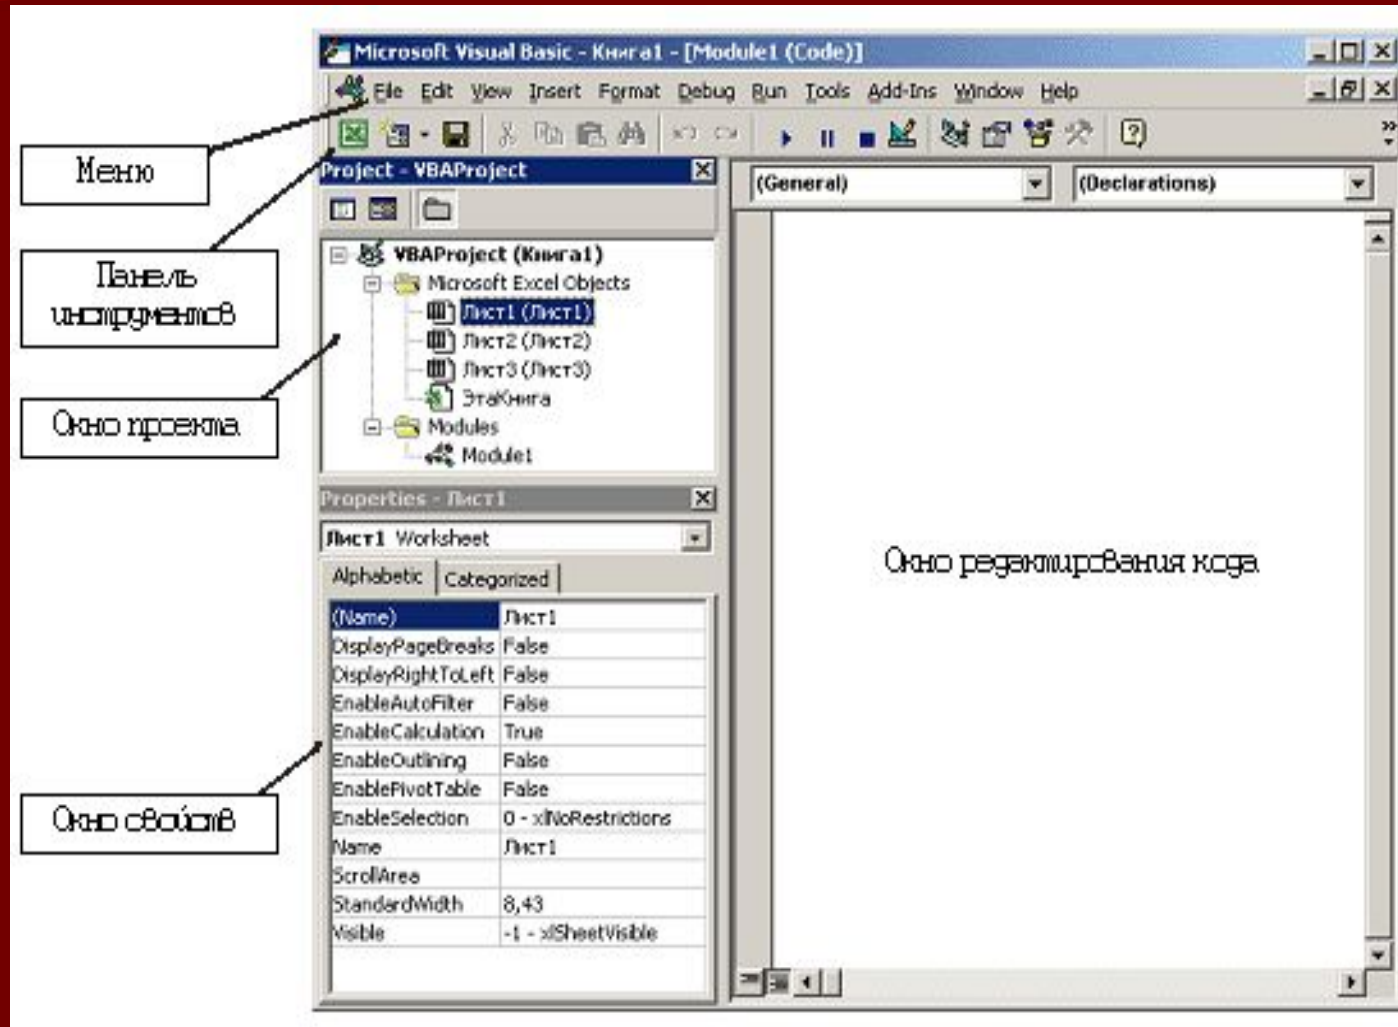 Microsoft Visual Basic - Книга1 - [Module1 (Code)]
File Edit View Insert Format Debug Run Tools Add-Ins Window Help
Меню
Панель
инструментов
Окно проекта
Окно свойств
Project - VBAProject
VBAProject (Книга1)
Microsoft Excel Objects
Лист1 (Лист1)
Лист2 (Лист2)
Лист3 (Лист3)
ЭтаКнига
Modules
Module1
Properties - Лист1
Лист1 Worksheet
Alphabetic Categorized
(Name) Лист1
DisplayPageBreaks False
DisplayRightToLeft False
EnableAutoFilter False
EnableCalculation True
EnableOutlining False
EnablePivotTable False
EnableSelection 0 - xlNoRestrictions
Name Лист1
ScrollArea
StandardWidth 8,43
Visible -1 - xlSheetVisible
(General) (Declarations)
Окно редактирования кода